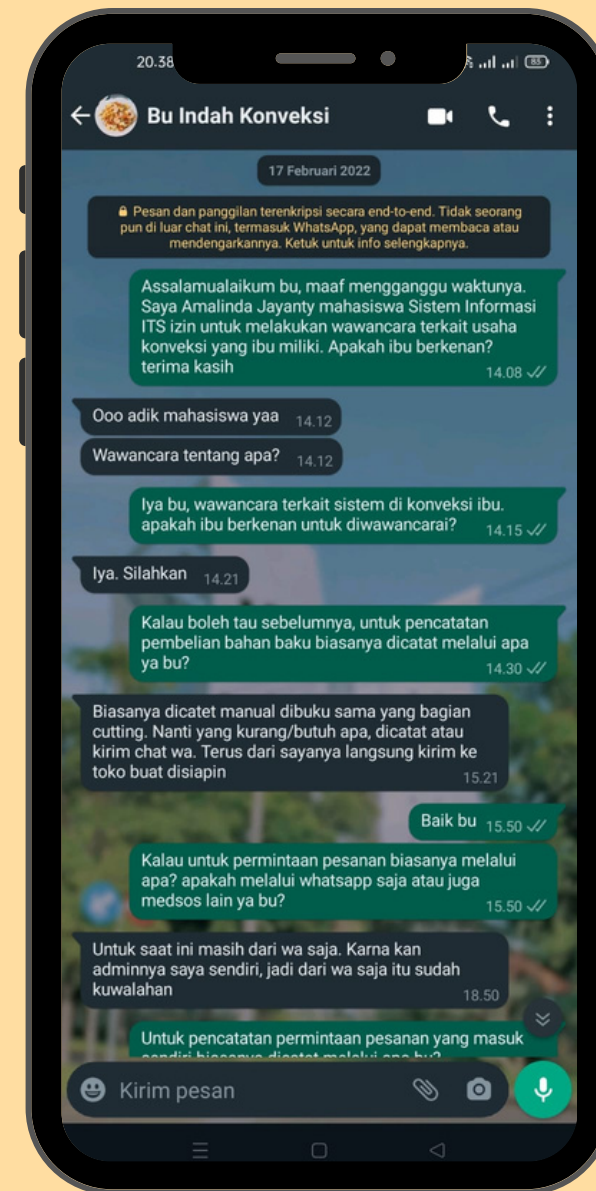 20.38
85
Bu Indah Konveksi
17 Februari 2022
Pesan dan panggilan terenkripsi secara end-to-end. Tidak seorang
pun di luar chat ini, termasuk WhatsApp, yang dapat membaca atau
mendengarkannya. Ketuk untuk info selengkapnya.
Assalamualaikum bu, maaf mengganggu waktunya.
Saya Amalinda Jayanty mahasiswa Sistem Informasi
ITS izin untuk melakukan wawancara terkait usaha
konveksi yang ibu miliki. Apakah ibu berkenan?
terima kasih
14.08
Ooo adik mahasiswa yaa 14.12
Wawancara tentang apa? 14.12
Iya bu, wawancara terkait sistem di konveksi ibu.
apakah ibu berkenan untuk diwawancarai? 14.15
Iya. Silahkan 14.21
Kalau boleh tau sebelumnya, untuk pencatatan
pembelian bahan baku biasanya dicatat melalui apa
ya bu? 14.30
Biasanya dicatet manual dibuku sama yang bagian
cutting. Nanti yang kurang/butuh apa, dicatat atau
kirim chat wa. Terus dari sayanya langsung kirim ke
toko buat disiapin 15.21
Baik bu 15.50
Kalau untuk permintaan pesanan biasanya melalui
apa? apakah melalui whatsapp saja atau juga
medsos lain ya bu? 15.50
Untuk saat ini masih dari wa saja. Karna kan
adminnya saya sendiri, jadi dari wa saja itu sudah
kuwalahan 18.50
Untuk pencatatan permintaan pesanan yang masuk
sendiri biasanya dicatat melalui apa bu?
Kirim pesan